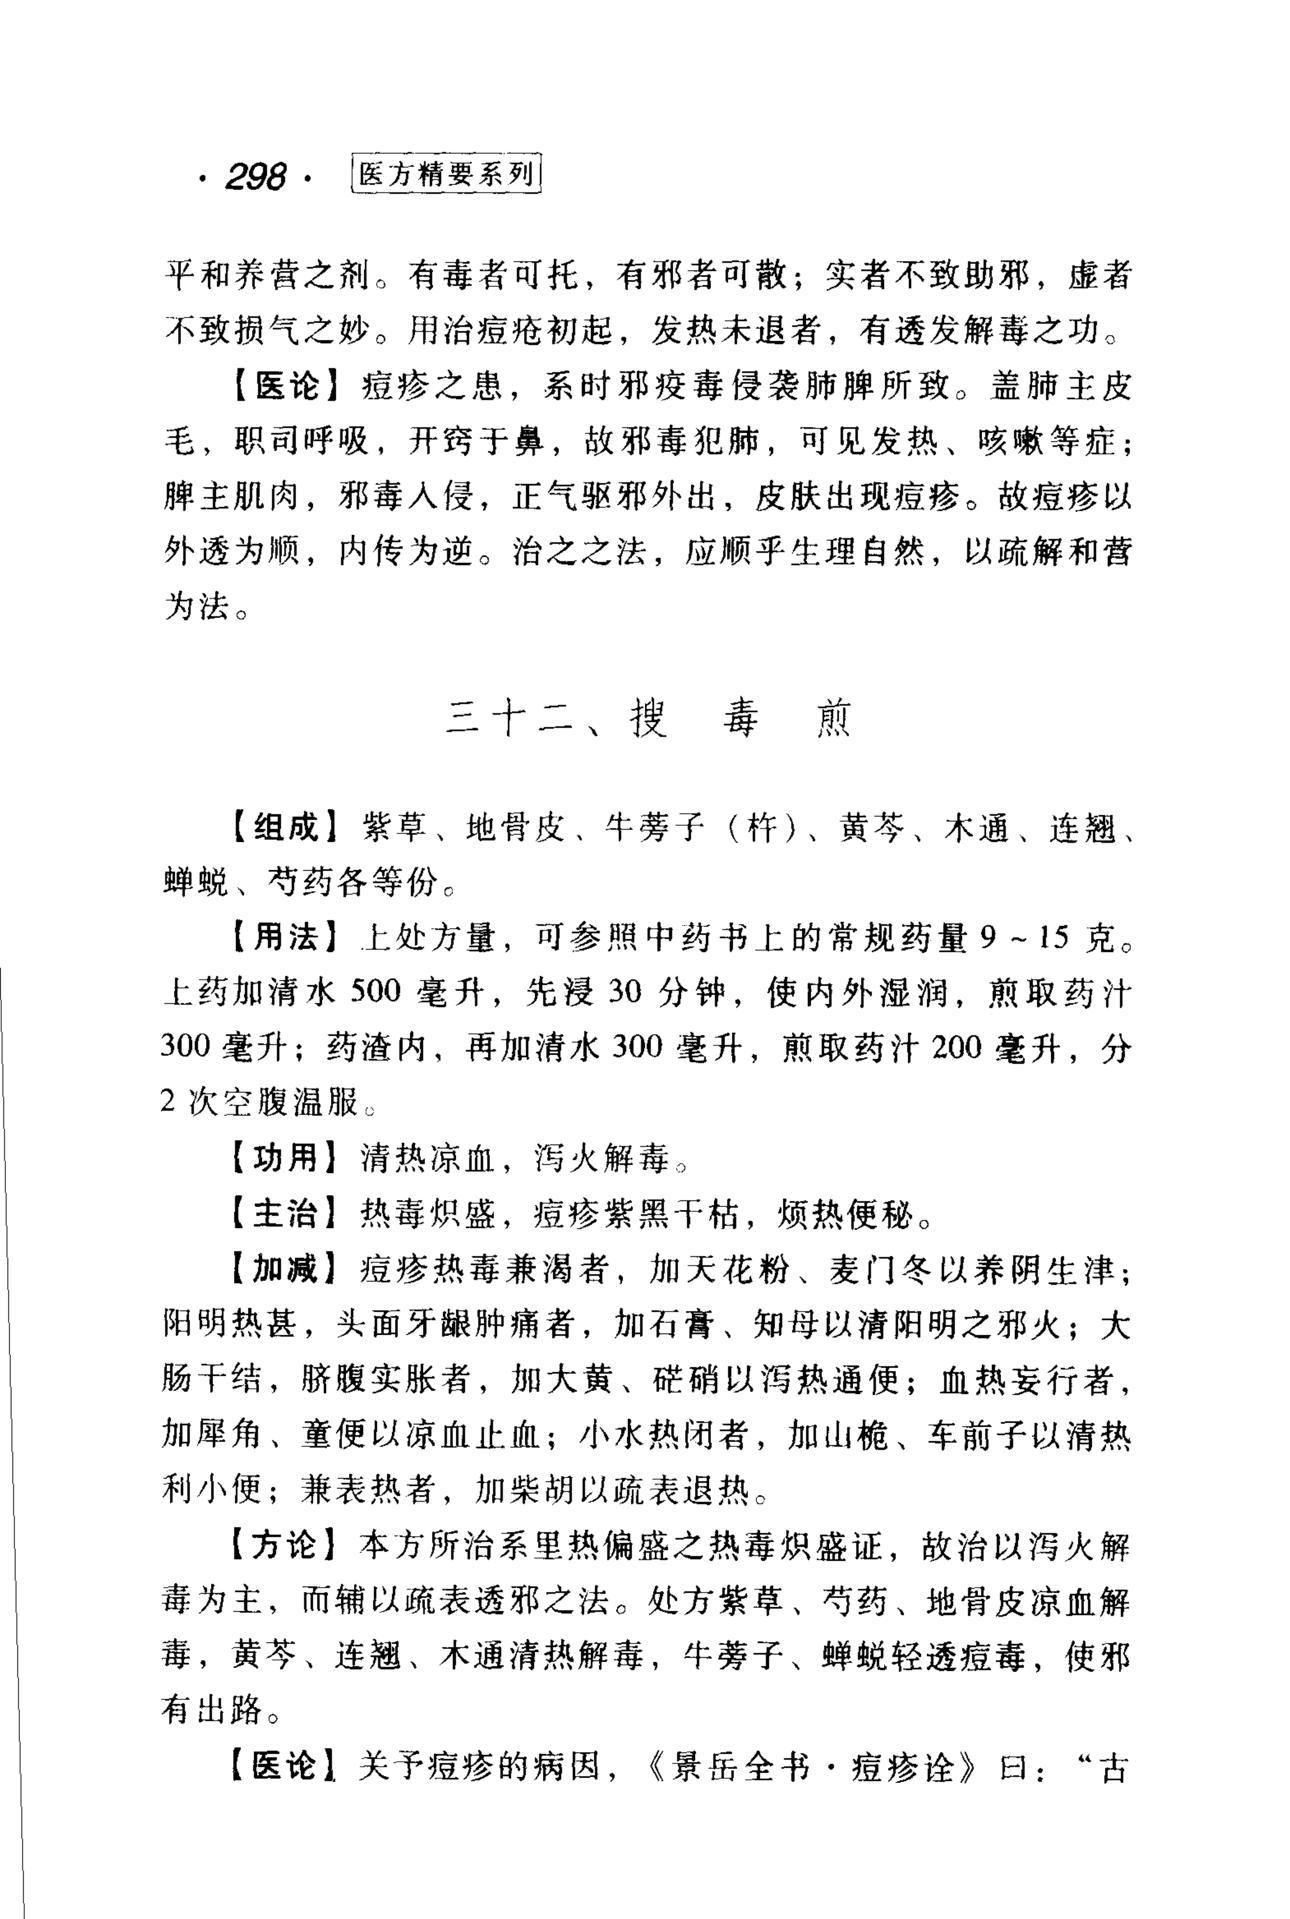 · 298 · 医方精要系列
平和养营之剂。有毒者可托，有邪者可散；实者不致助邪，虚者
不致损气之妙。用治痘疮初起，发热未退者，有透发解毒之功。
【医论】痘疹之患，系时邪疫毒侵袭肺脾所致。盖肺主皮
毛，职司呼吸，开窍于鼻，故邪毒犯肺，可见发热、咳嗽等症；
脾主肌肉，邪毒入侵，正气驱邪外出，皮肤出现痘疹。故痘疹以
外透为顺，内传为逆。治之之法，应顺乎生理自然，以疏解和营
为法。
三十二、搜 毒 煎
【组成】紫草、地骨皮、牛蒡子（杵）、黄芩、木通、连翘、
蝉蜕、芍药各等份。
【用法】上处方量，可参照中药书上的常规药量 9 ~ 15 克。
上药加清水 500 毫升，先浸 30 分钟，使内外湿润，煎取药汁
300 毫升；药渣内，再加清水 300 毫升，煎取药汁 200 毫升，分
2 次空腹温服。
【功用】清热凉血，泻火解毒。
【主治】热毒炽盛，痘疹紫黑干枯，烦热便秘。
【加减】痘疹热毒兼渴者，加天花粉、麦门冬以养阴生津；
阳明热甚，头面牙龈肿痛者，加石膏、知母以清阳明之邪火；大
肠干结，脐腹实胀者，加大黄、硭硝以泻热通便；血热妄行者，
加犀角、童便以凉血止血；小水热闭者，加山栀、车前子以清热
利小便；兼表热者，加柴胡以疏表退热。
【方论】本方所治系里热偏盛之热毒炽盛证，故治以泻火解
毒为主，而辅以疏表透邪之法。处方紫草、芍药、地骨皮凉血解
毒，黄芩、连翘、木通清热解毒，牛蒡子、蝉蜕轻透痘毒，使邪
有出路。
【医论】关予痘疹的病因，《景岳全书·痘疹诠》曰：“古